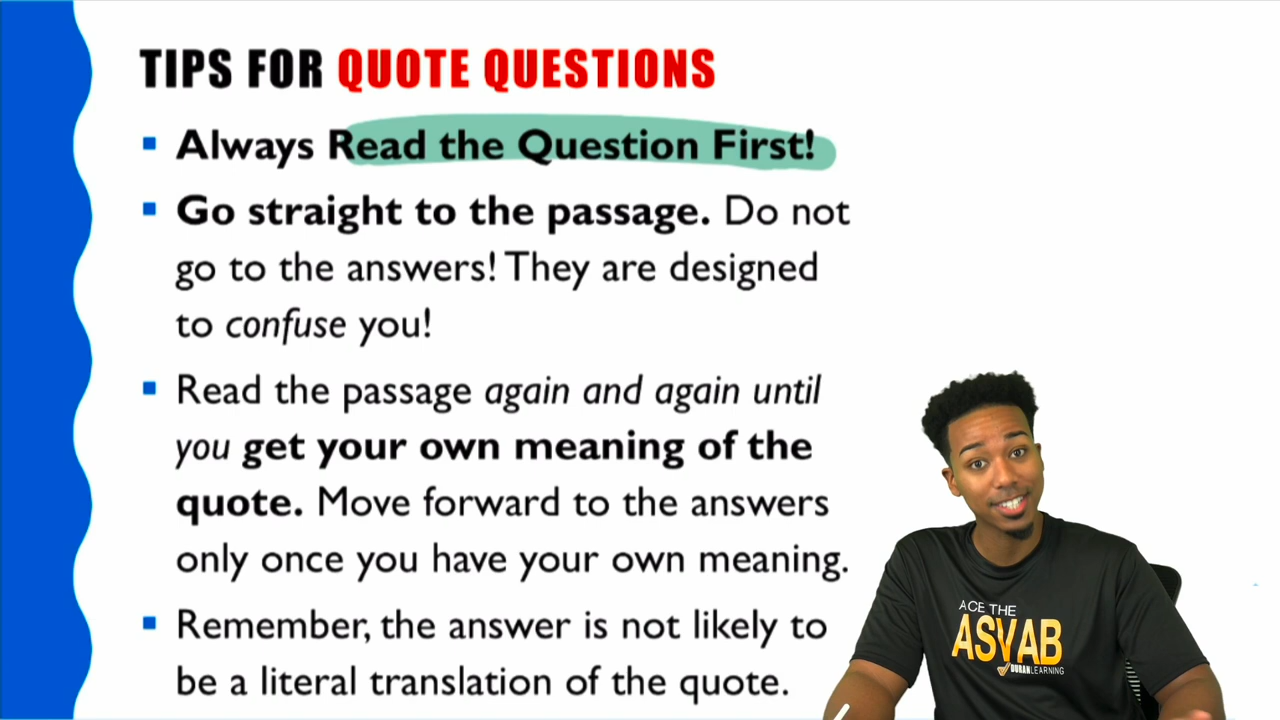 TIPS FOR QUOTE QUESTIONS
▪ Always Read the Question First!
▪ Go straight to the passage. Do not
go to the answers! They are designed
to confuse you!
▪ Read the passage again and again until
you get your own meaning of the
quote. Move forward to the answers
only once you have your own meaning.
▪ Remember, the answer is not likely to
be a literal translation of the quote.
ACE THE
ASVAB
DURAN LEARNING